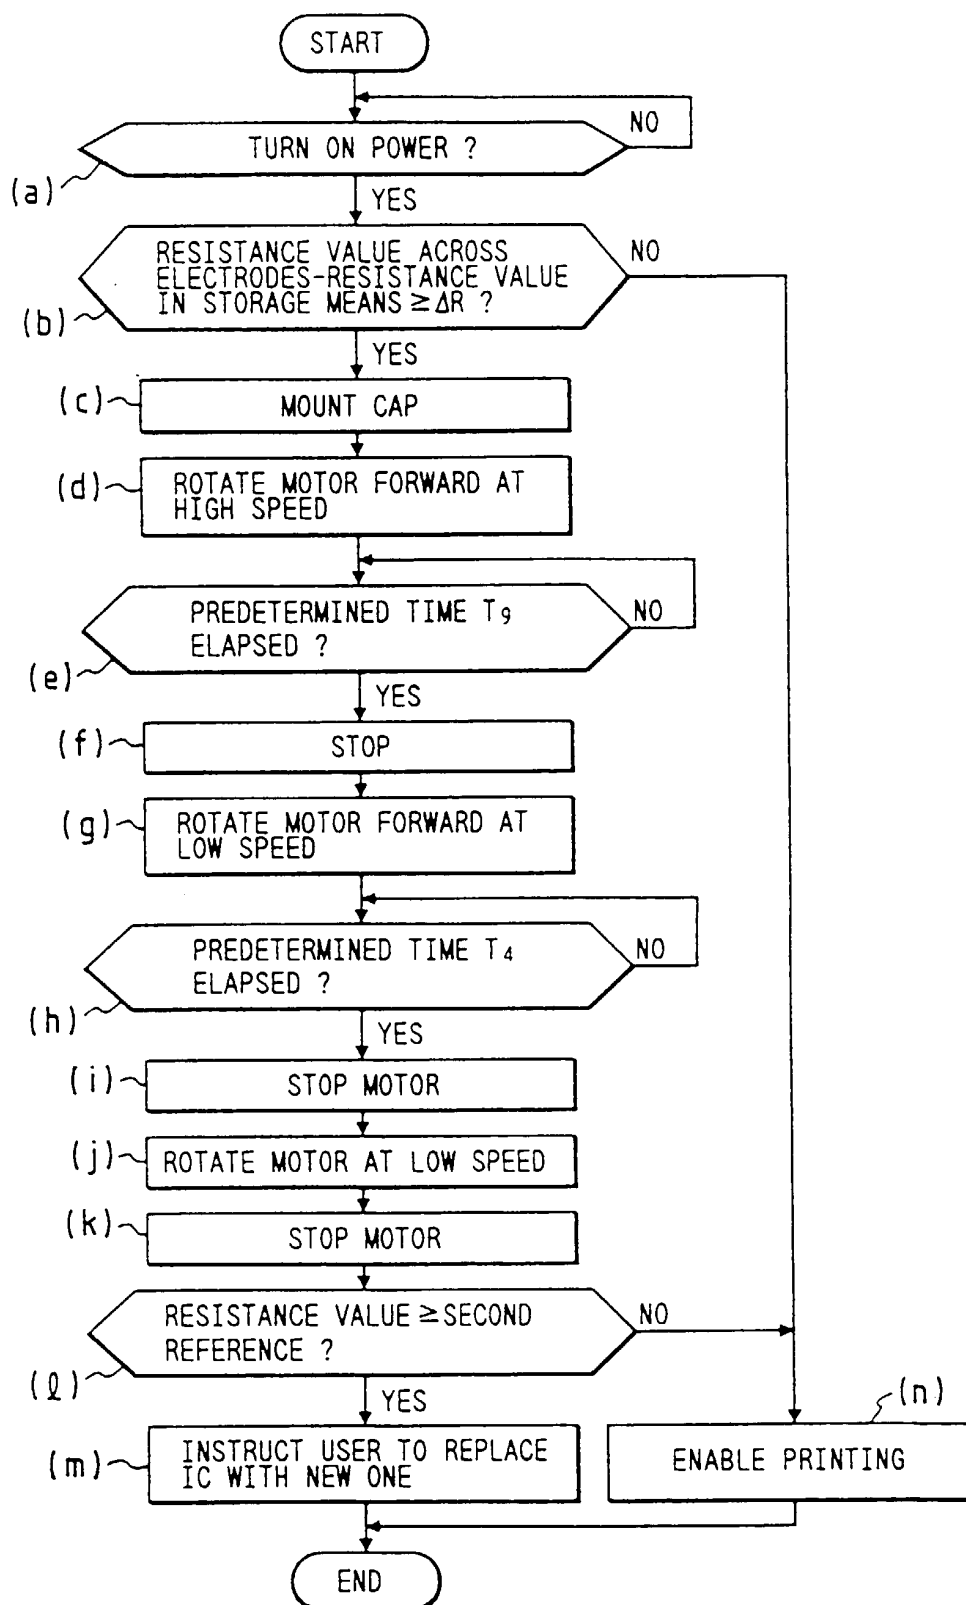 START
NO
TURN ON POWER ?
(a)
YES
RESISTANCE VALUE ACROSS
ELECTRODES-RESISTANCE VALUE
IN STORAGE MEANS ≥ ΔR ?
NO
(b)
YES
(c)
MOUNT CAP
(d)
ROTATE MOTOR FORWARD AT
HIGH SPEED
PREDETERMINED TIME T9
ELAPSED ?
NO
(e)
YES
(f)
STOP
(g)
ROTATE MOTOR FORWARD AT
LOW SPEED
PREDETERMINED TIME T4
ELAPSED ?
NO
(h)
YES
(i)
STOP MOTOR
(j)
ROTATE MOTOR AT LOW SPEED
(k)
STOP MOTOR
RESISTANCE VALUE ≥ SECOND
REFERENCE ?
NO
(ℓ)
YES
(m)
INSTRUCT USER TO REPLACE
IC WITH NEW ONE
(n)
ENABLE PRINTING
END